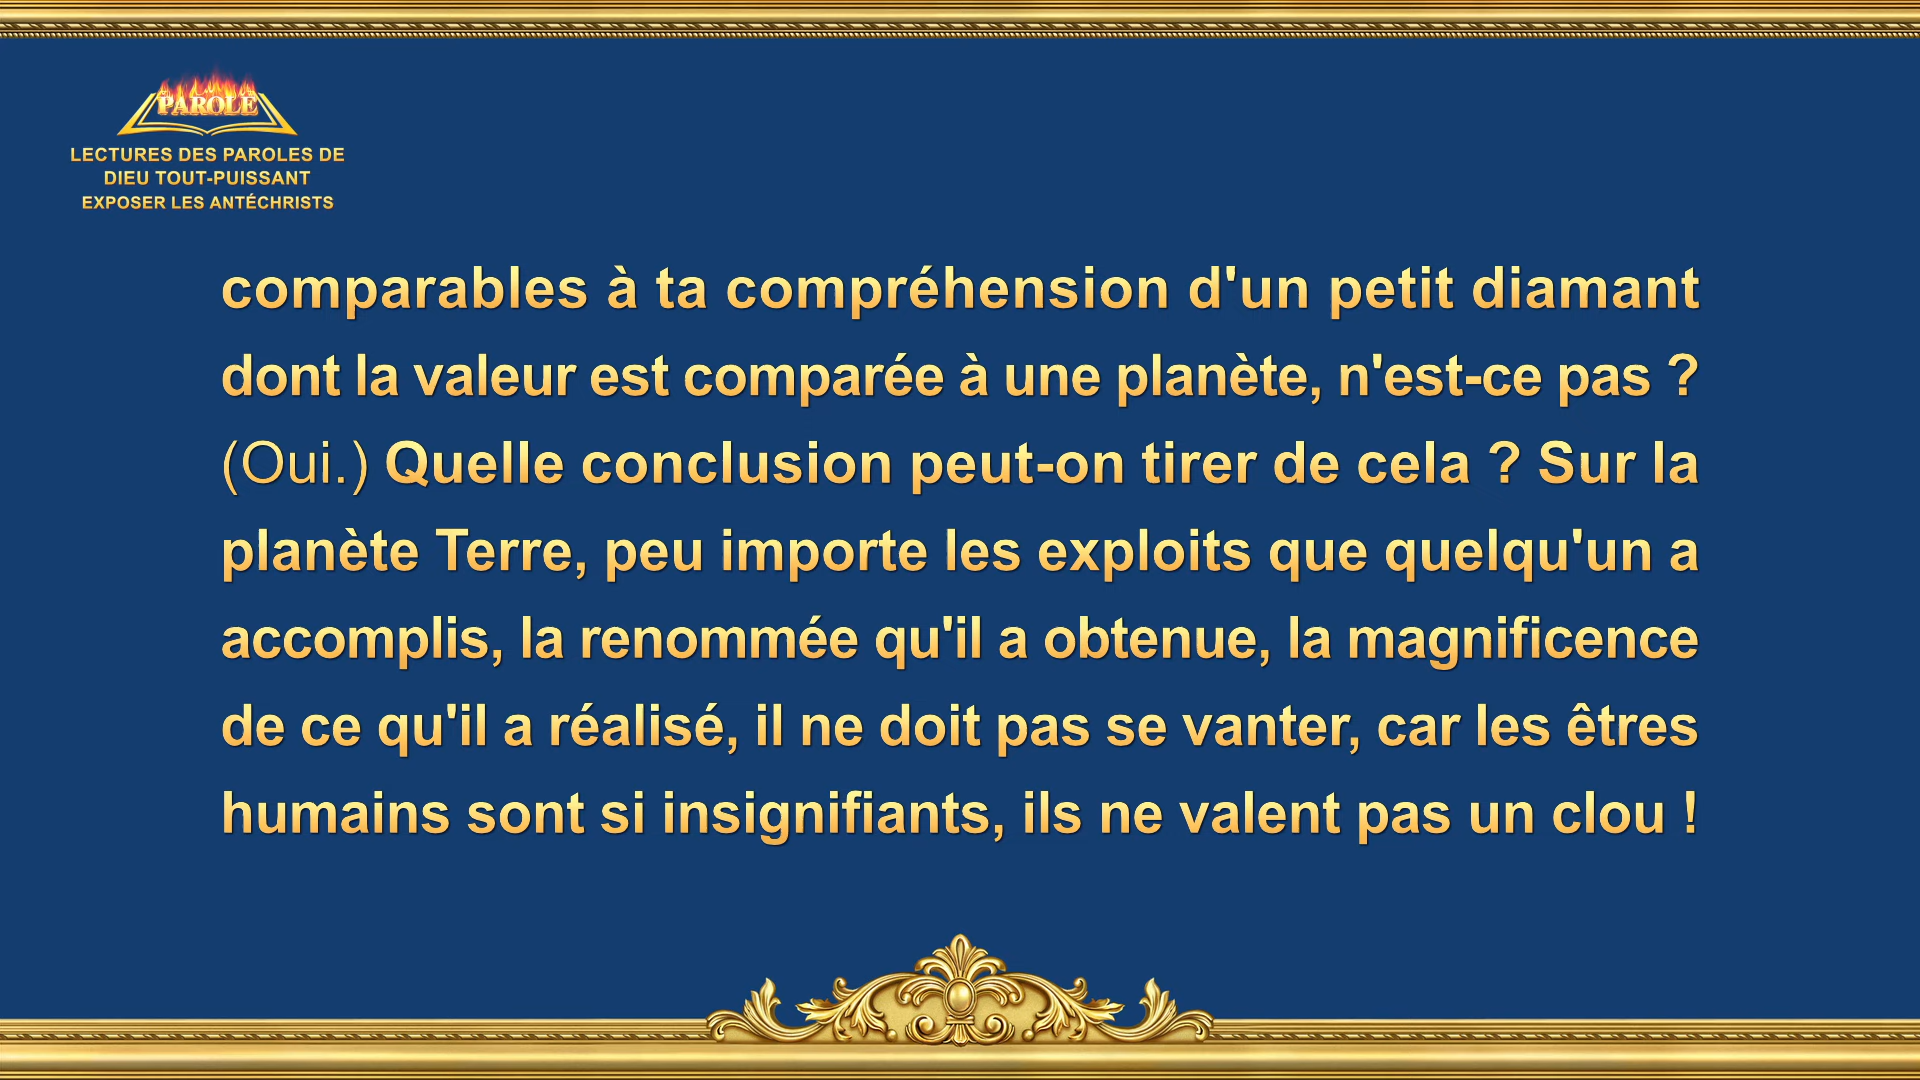 PAROLE
LECTURES DES PAROLES DE
DIEU TOUT-PUISSANT
EXPOSER LES ANTÉCHRISTS
comparables à ta compréhension d'un petit diamant
dont la valeur est comparée à une planète, n'est-ce pas ?
(Oui.) Quelle conclusion peut-on tirer de cela ? Sur la
planète Terre, peu importe les exploits que quelqu'un a
accomplis, la renommée qu'il a obtenue, la magnificence
de ce qu'il a réalisé, il ne doit pas se vanter, car les êtres
humains sont si insignifiants, ils ne valent pas un clou !